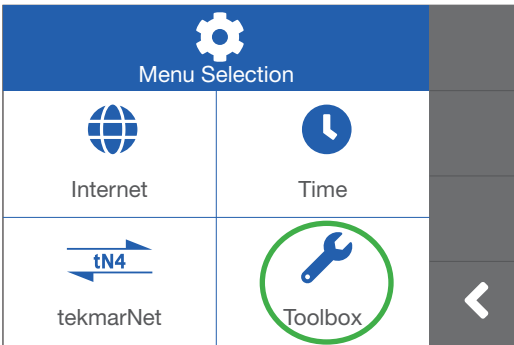 Menu Selection
Internet
Time
tN4
tekmarNet
Toolbox